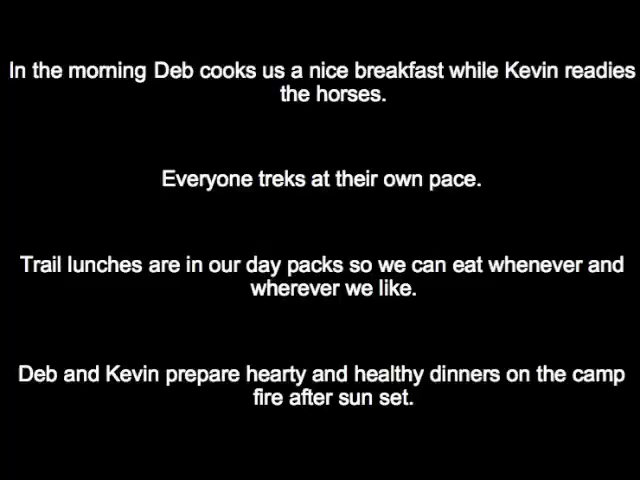 In the morning Deb cooks us a nice breakfast while Kevin readies
the horses.
Everyone treks at their own pace.
Trail lunches are in our day packs so we can eat whenever and
wherever we like.
Deb and Kevin prepare hearty and healthy dinners on the camp
fire after sun set.